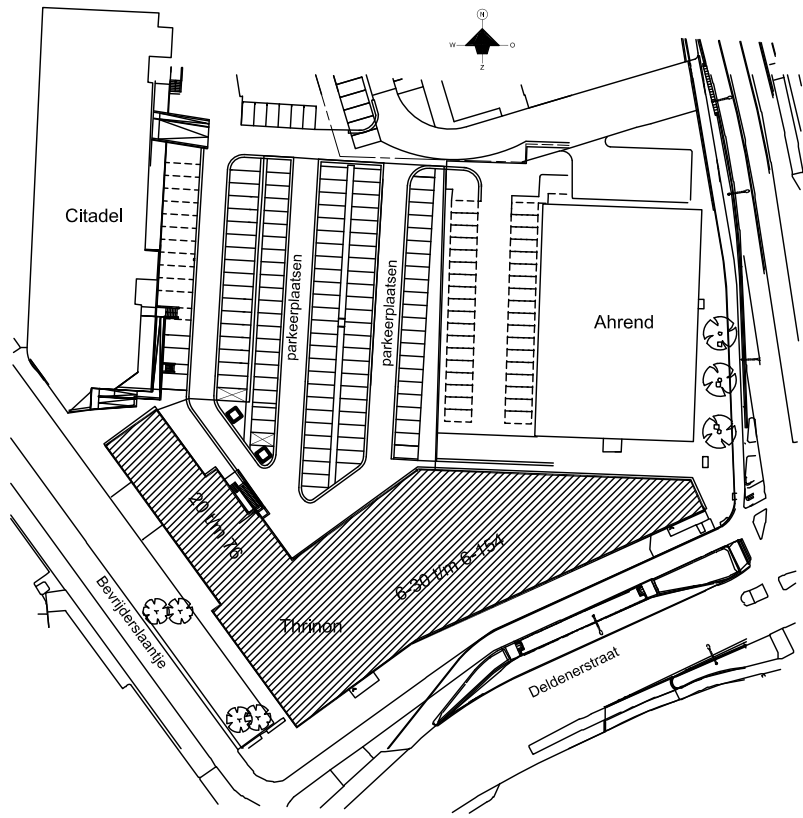 N
W
O
Z
Citadel
parkeerplaatsen
parkeerplaatsen
Ahrend
20 t/m 76
6-30 t/m 6-154
Thrinon
Bevrijderslaantje
Deldenerstraat